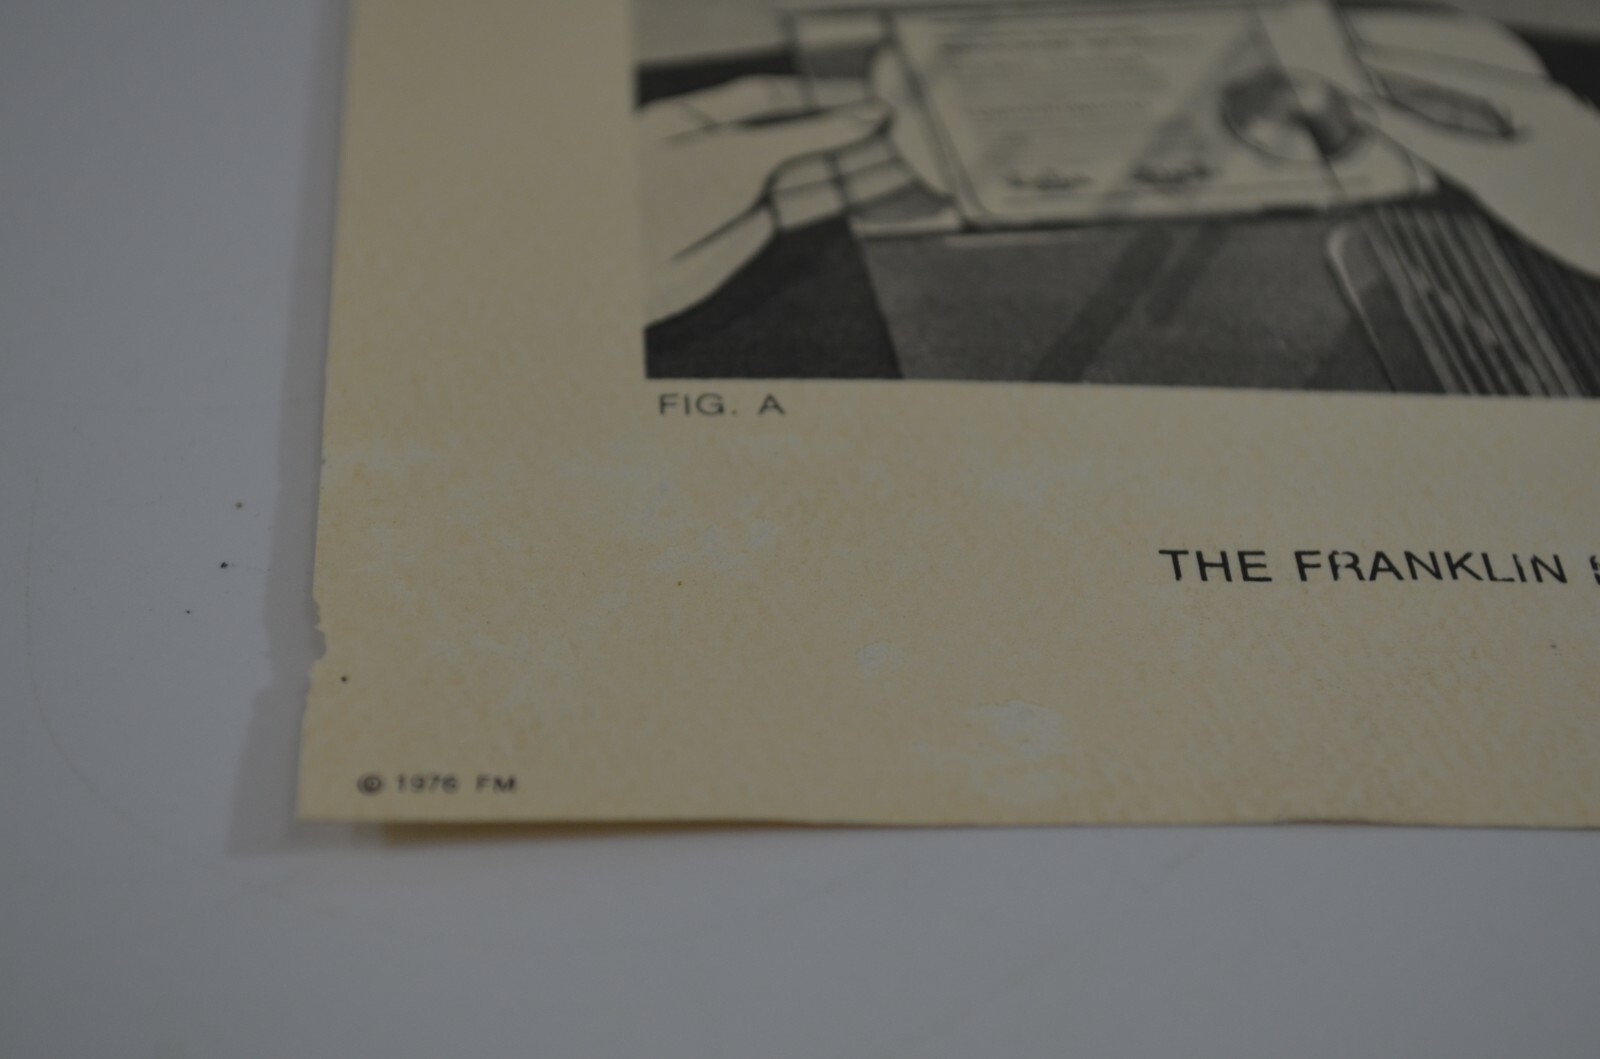 FIG. A
THE FRANKLIN
© 1976 FM